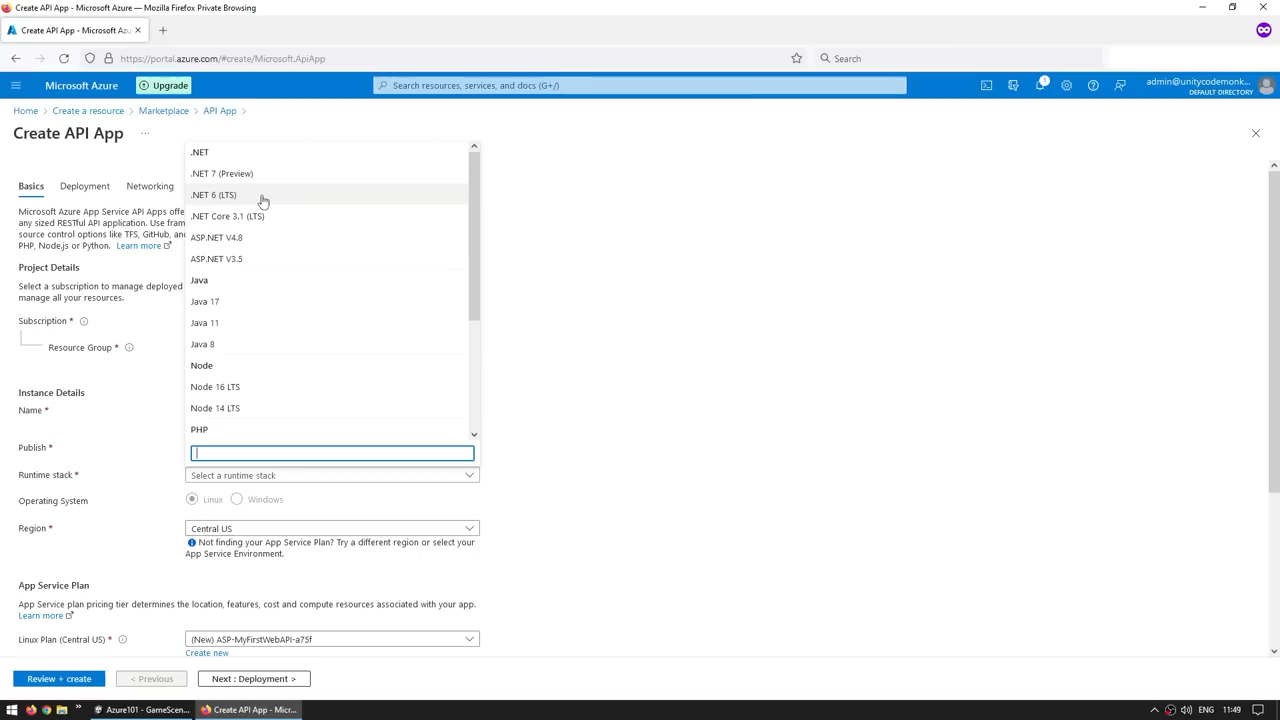 Create API App - Microsoft Azure — Mozilla Firefox Private Browsing
Create API App - Microsoft Azu
https://portal.azure.com/#create/Microsoft.ApiApp
Search
Microsoft Azure
Upgrade
Search resources, services, and docs (G+/)
1
admin@unitycodemonk...
DEFAULT DIRECTORY
Home > Create a resource > Marketplace > API App >
Create API App ...
.NET
.NET 7 (Preview)
.NET 6 (LTS)
.NET Core 3.1 (LTS)
ASP.NET V4.8
ASP.NET V3.5
Java
Java 17
Java 11
Java 8
Node
Node 16 LTS
Node 14 LTS
PHP
Basics Deployment Networking
Microsoft Azure App Service API Apps offe
any sized RESTful API application. Use fram
source control options like TFS, GitHub, and
PHP, Node.js or Python. Learn more
Project Details
Select a subscription to manage deployed
manage all your resources.
Subscription *
Resource Group *
Instance Details
Name *
Publish *
Runtime stack * Select a runtime stack
Operating System Linux Windows
Region * Central US
Not finding your App Service Plan? Try a different region or select your
App Service Environment.
App Service Plan
App Service plan pricing tier determines the location, features, cost and compute resources associated with your app.
Learn more
Linux Plan (Central US) * (New) ASP-MyFirstWebAPI-a75f
Create new
Review + create < Previous Next : Deployment >
Azure101 - GameScen... Create API App - Micr... ENG 11:49